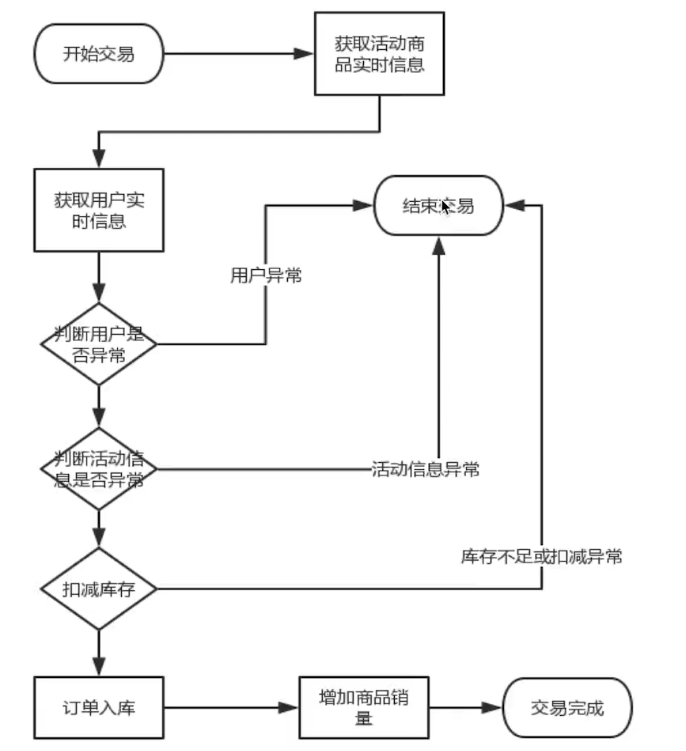 开始交易
获取活动商
品实时信息
获取用户实
时信息
结束交易
用户异常
判断用户是
否异常
判断活动信
息是否异常
活动信息异常
库存不足或扣减异常
扣减库存
订单入库
增加商品销
量
交易完成